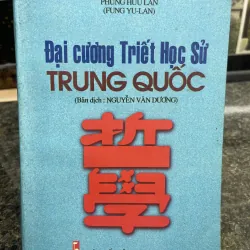 PHÙNG HỮU LAN
(FUNG YU-LAN)
Đại cương Triết Học Sử
TRUNG QUỐC
(Bản dịch : NGUYỄN VĂN DƯƠNG)
哲
學